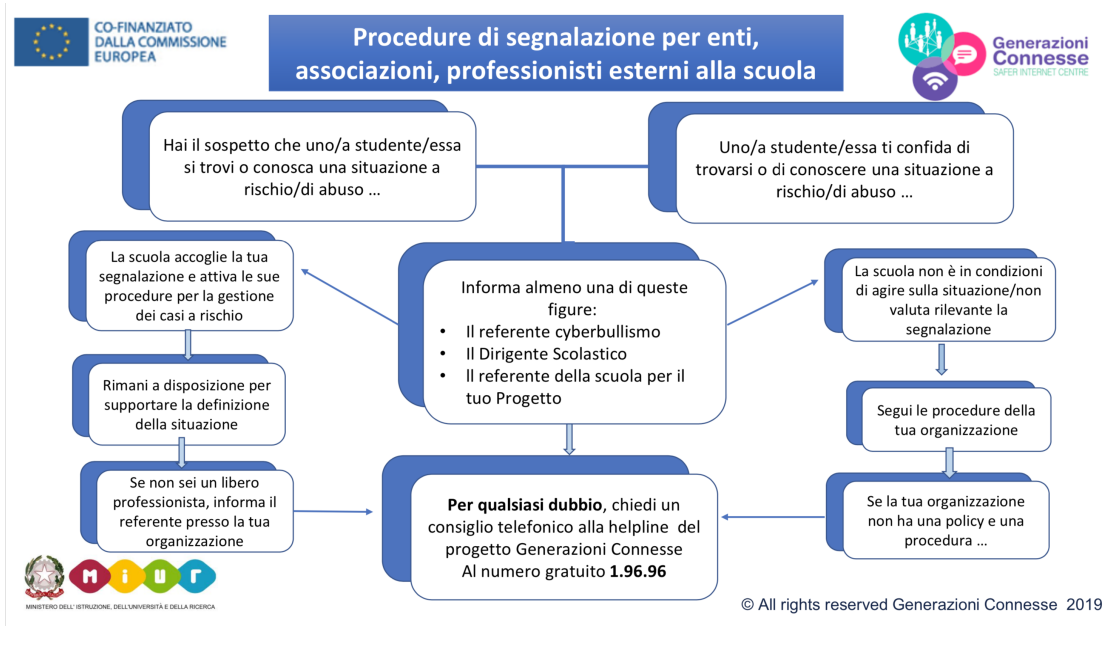 CO-FINANZIATO
DALLA COMMISSIONE
EUROPEA
Procedure di segnalazione per enti,
associazioni, professionisti esterni alla scuola
Generazioni
Connesse
SAFER INTERNET CENTRE
Hai il sospetto che uno/a studente/essa
si trovi o conosca una situazione a
rischio/di abuso ...
Uno/a studente/essa ti confida di
trovarsi o di conoscere una situazione a
rischio/di abuso ...
La scuola accoglie la tua
segnalazione e attiva le sue
procedure per la gestione
dei casi a rischio
Informa almeno una di queste
figure:
• Il referente cyberbullismo
• Il Dirigente Scolastico
• Il referente della scuola per il
tuo Progetto
La scuola non è in condizioni
di agire sulla situazione/non
valuta rilevante la
segnalazione
Rimani a disposizione per
supportare la definizione
della situazione
Segui le procedure della
tua organizzazione
Se non sei un libero
professionista, informa il
referente presso la tua
organizzazione
Per qualsiasi dubbio, chiedi un
consiglio telefonico alla helpline del
progetto Generazioni Connesse
Al numero gratuito 1.96.96
Se la tua organizzazione
non ha una policy e una
procedura ...
miur
MINISTERO DELL' ISTRUZIONE, DELL'UNIVERSITÀ E DELLA RICERCA
© All rights reserved Generazioni Connesse 2019